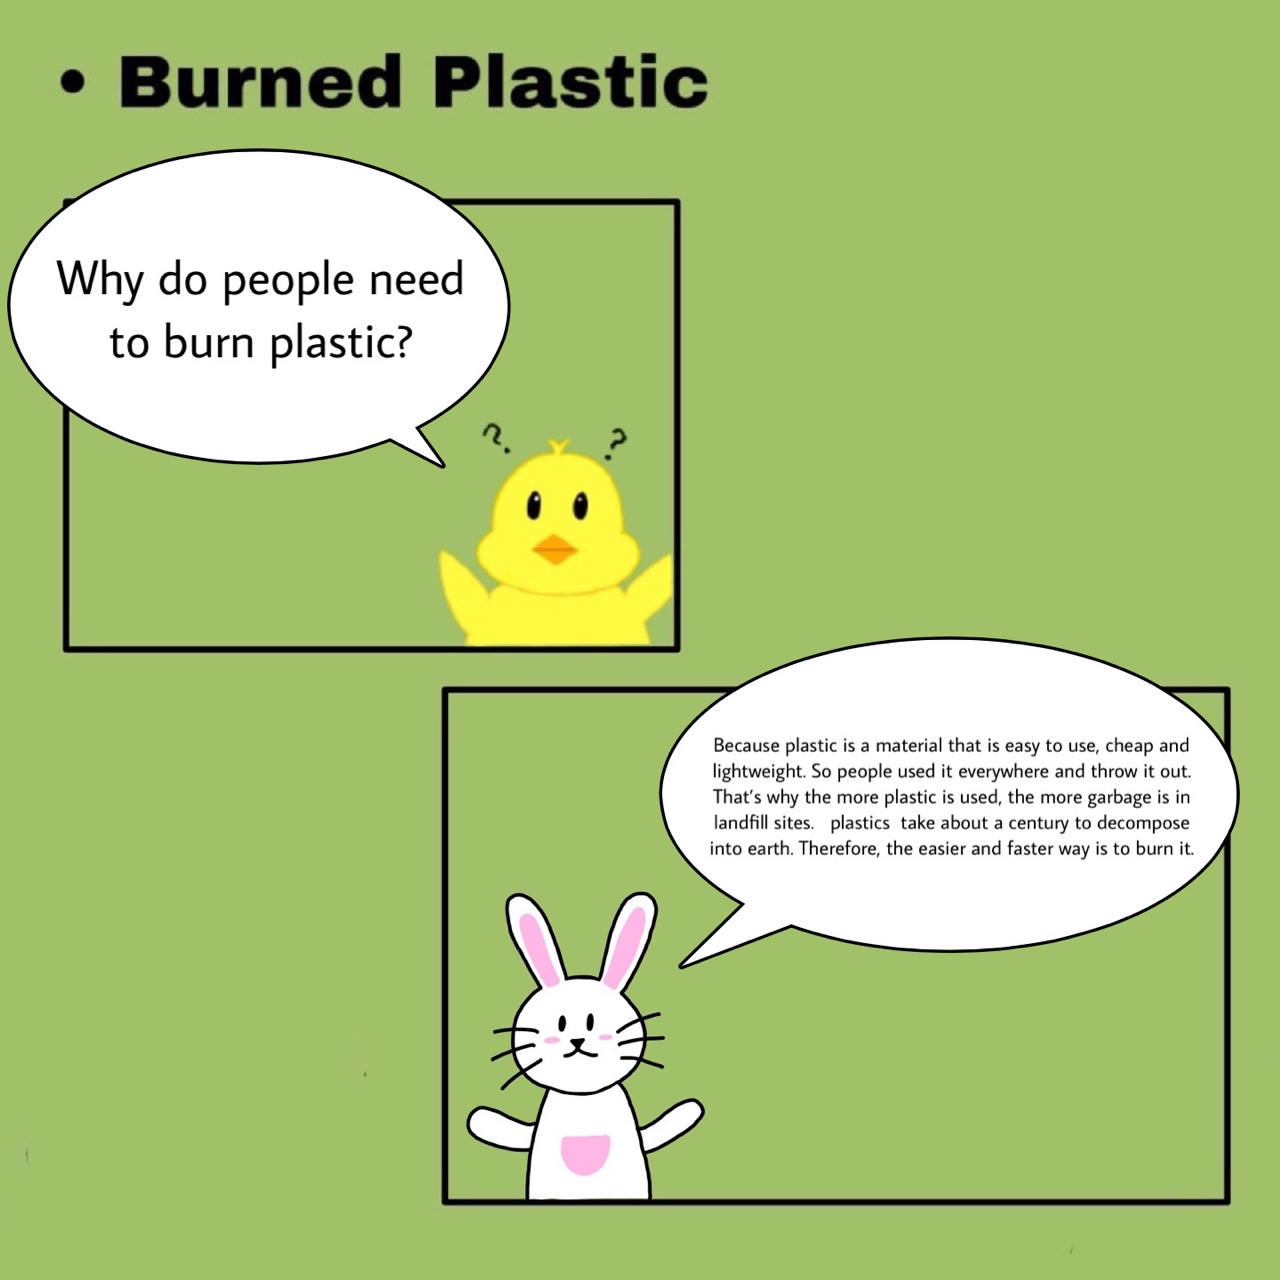 • Burned Plastic
Why do people need
to burn plastic?
? ?
Because plastic is a material that is easy to use, cheap and
lightweight. So people used it everywhere and throw it out.
That's why the more plastic is used, the more garbage is in
landfill sites.   plastics  take about a century to decompose
into earth. Therefore, the easier and faster way is to burn it.